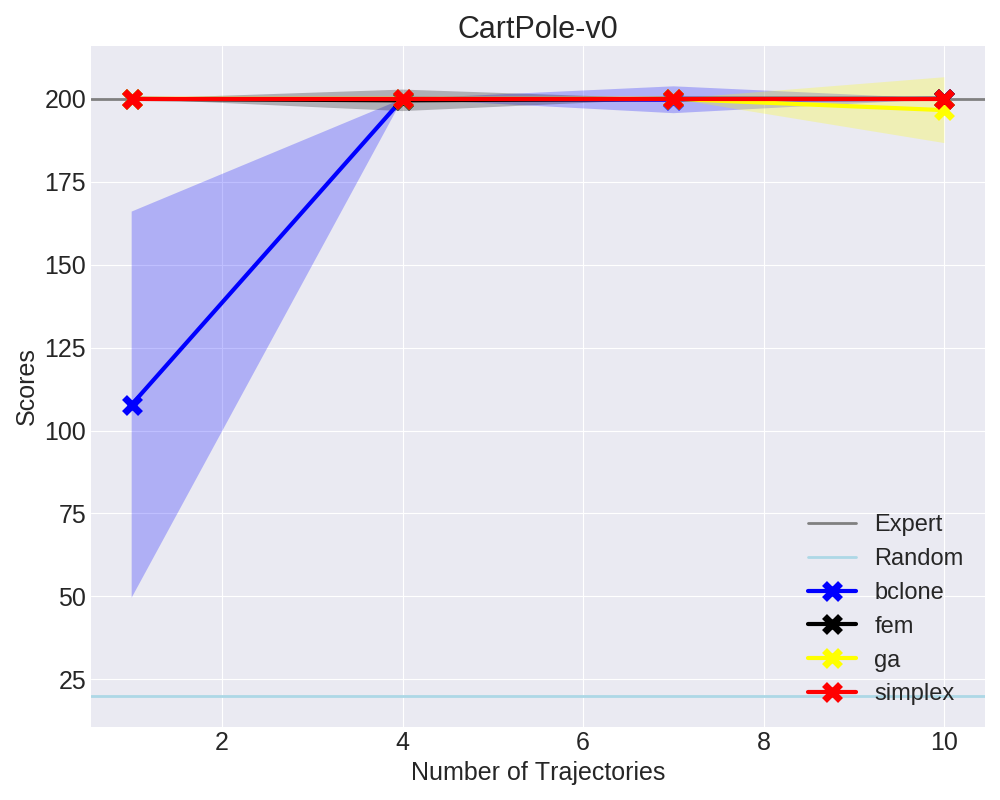 CartPole-v0
Scores
200
175
150
125
100
75
50
25
2
4
6
8
10
Number of Trajectories
Expert
Random
bclone
fem
ga
simplex